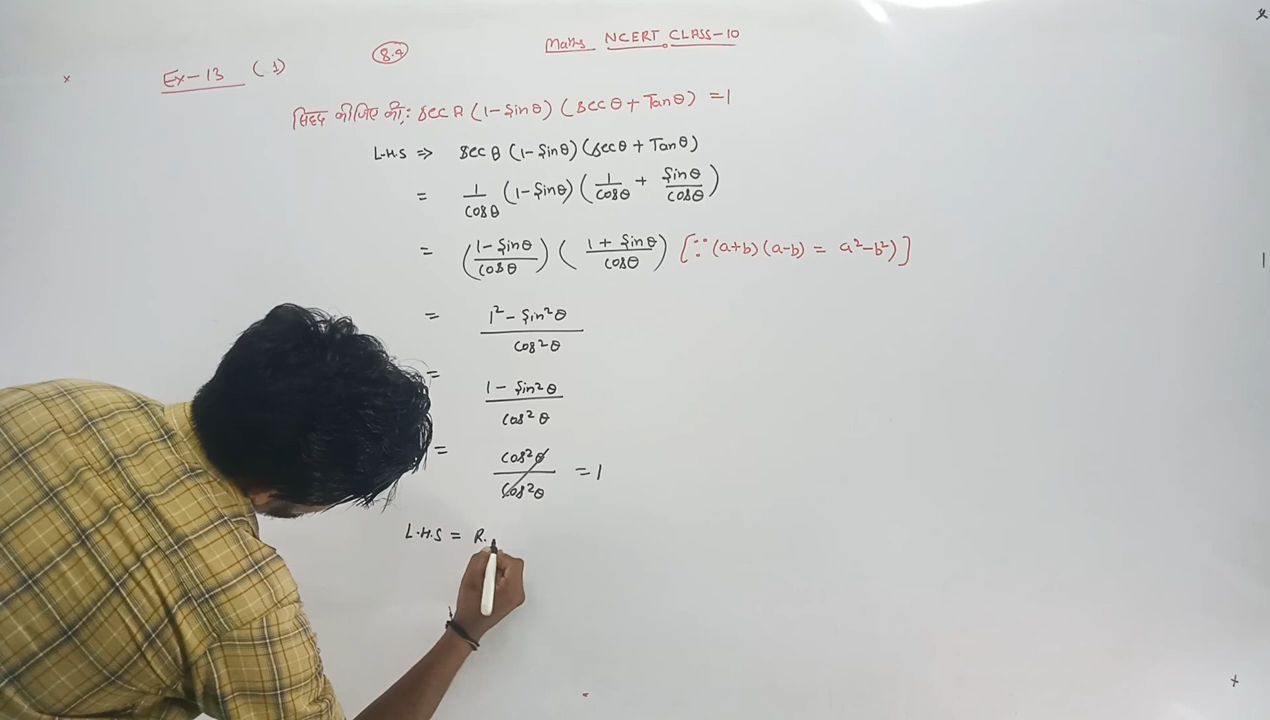 Maths NCERT CLASS-10
8.4
Ex-13 (1)
सिद्ध कीजिए की: sec A (1 - sinθ) (secθ + Tanθ) = 1
L.H.S ⇒ secθ (1 - sinθ) (secθ + Tanθ)
= 1/cosθ (1 - sinθ) (1/cosθ + sinθ/cosθ)
= ((1 - sinθ)/cosθ) ((1 + sinθ)/cosθ) [∵ (a+b) (a-b) = a² - b²)]
= (1² - sin²θ)/cos²θ
= (1 - sin²θ)/cos²θ
= cos²θ/cos²θ = 1
L.H.S = R.